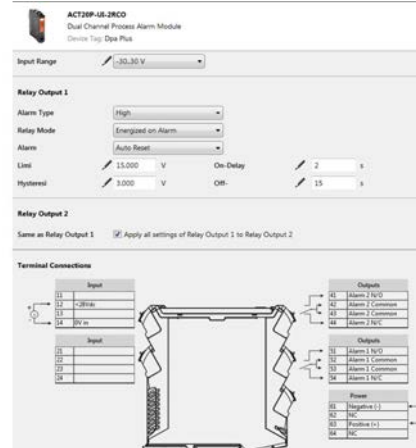 ACT20P-UI-2RCO
Dual Channel Process Alarm Module
Device Tag: Dpa Plus
Input Range -30..30 V
Relay Output 1
Alarm Type High
Relay Mode Energized on Alarm
Alarm Auto Reset
Limi 15.000 V On-Delay 2 s
Hysteresi 3.000 V Off- 15 s
Relay Output 2
Same as Relay Output 1 Apply all settings of Relay Output 1 to Relay Output 2
Terminal Connections
Input
11
12 <28Vdc
13
14 0V in
Input
21
22
23
24
Outputs
41 Alarm 2 N/O
42 Alarm 2 Common
43 Alarm 2 Common
44 Alarm 2 N/C
Outputs
51 Alarm 1 N/O
52 Alarm 1 Common
53 Alarm 1 Common
54 Alarm 1 N/C
Power
61 Negative (-)
62 NC
63 Positive (+)
64 NC